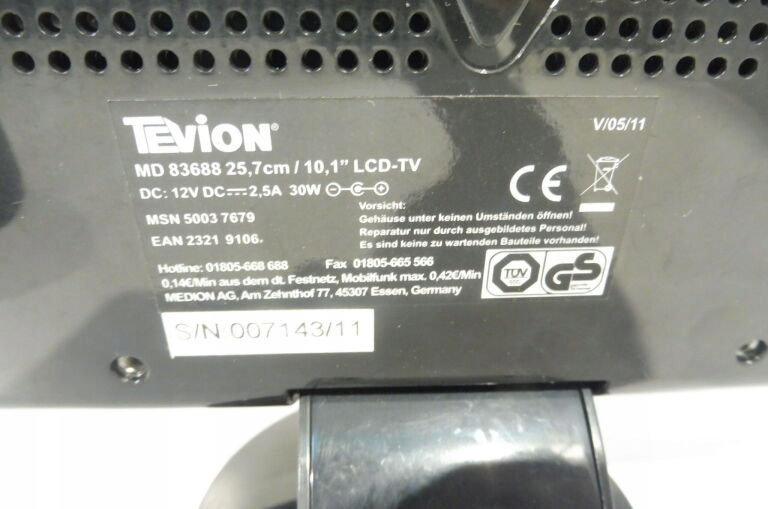 TEVION®
V/05/11
MD 83688 25,7cm / 10,1" LCD-TV
DC: 12V DC 2,5A 30W
CE
MSN 5003 7679
EAN 2321 9106
Vorsicht:
Gehäuse unter keinen Umständen öffnen!
Reparatur nur durch ausgebildetes Personal!
Es sind keine zu wartenden Bauteile vorhanden!
Hotline: 01805-668 688 Fax 01805-665 566
0,14€/Min aus dem dt. Festnetz, Mobilfunk max. 0,42€/Min
MEDION AG, Am Zehnthof 77, 45307 Essen, Germany
TÜV
GS
S/N 007143/11